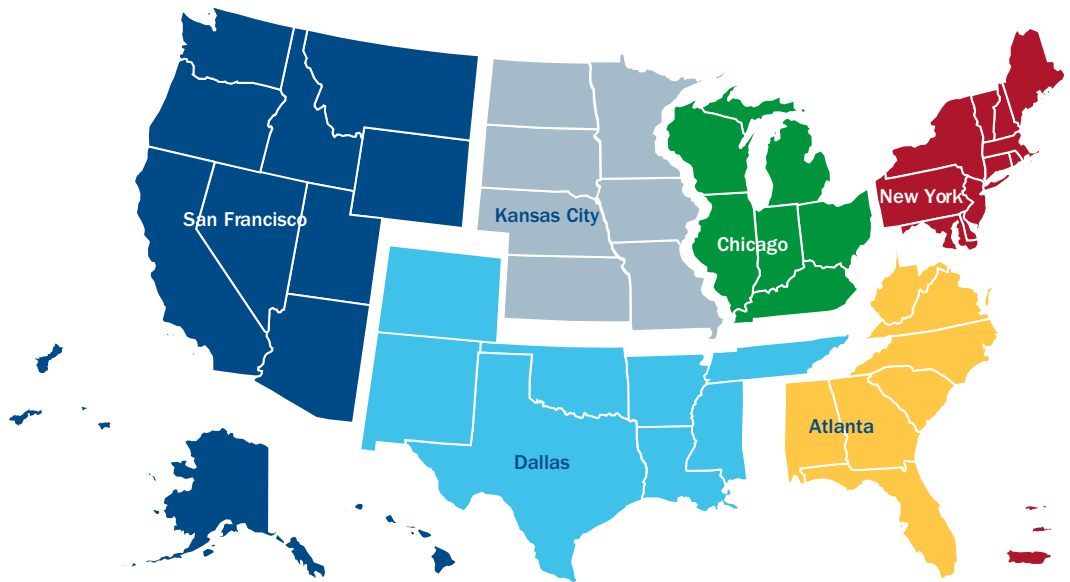 San Francisco
Kansas City
New York
Chicago
Atlanta
Dallas